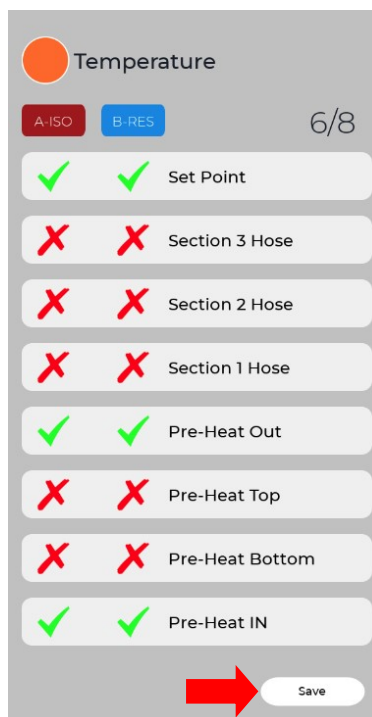 Temperature
A-ISO B-RES 6/8
Set Point
Section 3 Hose
Section 2 Hose
Section 1 Hose
Pre-Heat Out
Pre-Heat Top
Pre-Heat Bottom
Pre-Heat IN
Save